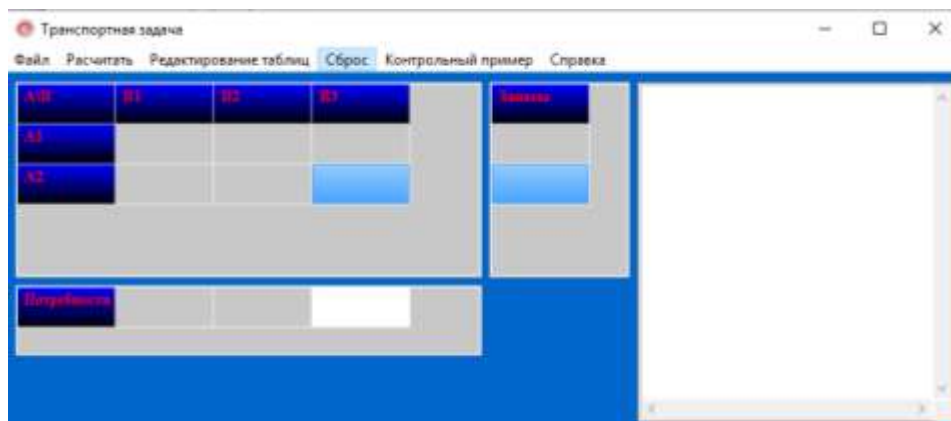 Транспортная задача
Файл Расчитать Редактирование таблиц Сброс Контрольный пример Справка
A\B B1 B2 B3 Запасы
A1
A2
Потребности